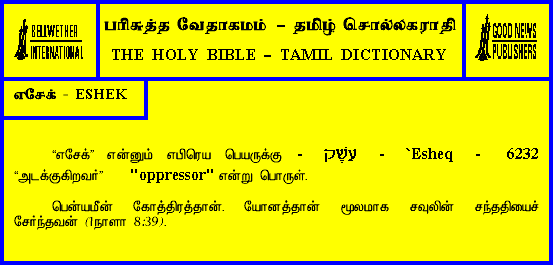 BELLWETHER
INTERNATIONAL
பரிசுத்த வேதாகமம் – தமிழ் சொல்லகராதி
THE HOLY BIBLE – TAMIL DICTIONARY
GOOD NEWS
PUBLISHERS
எசேக் - ESHEK
“எசேக்” என்னும் எபிரெய பெயருக்கு - עֵשֶׁק - `Esheq - 6232
“அடக்குகிறவர்” "oppressor" என்று பொருள்.
பென்யமீன் கோத்திரத்தான். யோனத்தான் மூலமாக சவுலின் சந்ததியைச்
சேர்ந்தவன் (1நாளா 8:39).